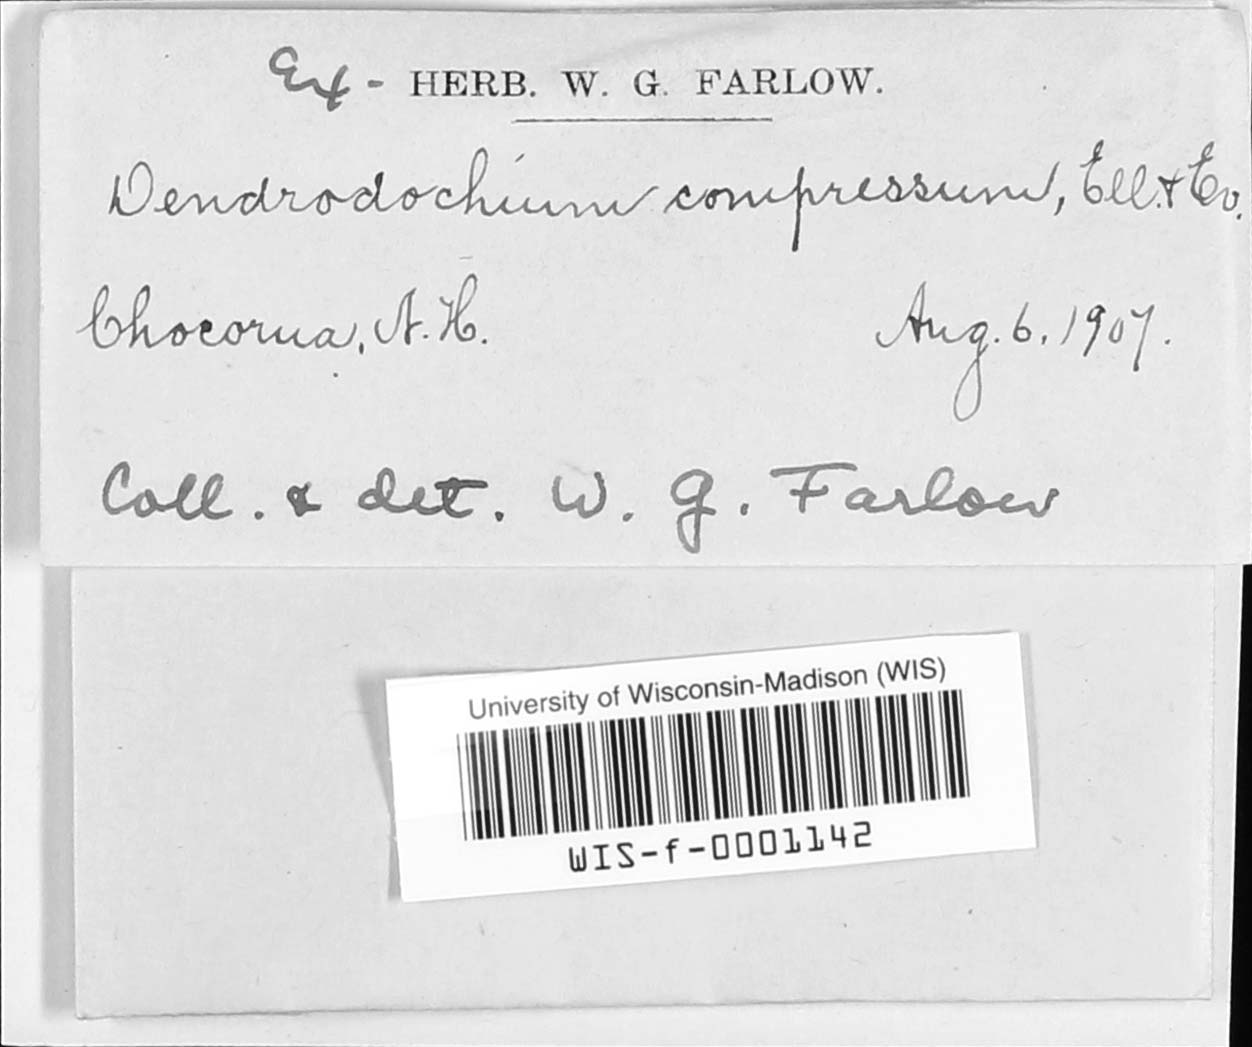 Ex - HERB. W. G. FARLOW.
Dendrodochium compressum, Ell. & Ev.
Chocorua, N.H. Aug. 6. 1907.
Coll. & det. W. G. Farlow
University of Wisconsin-Madison (WIS)
WIS-f-0001142